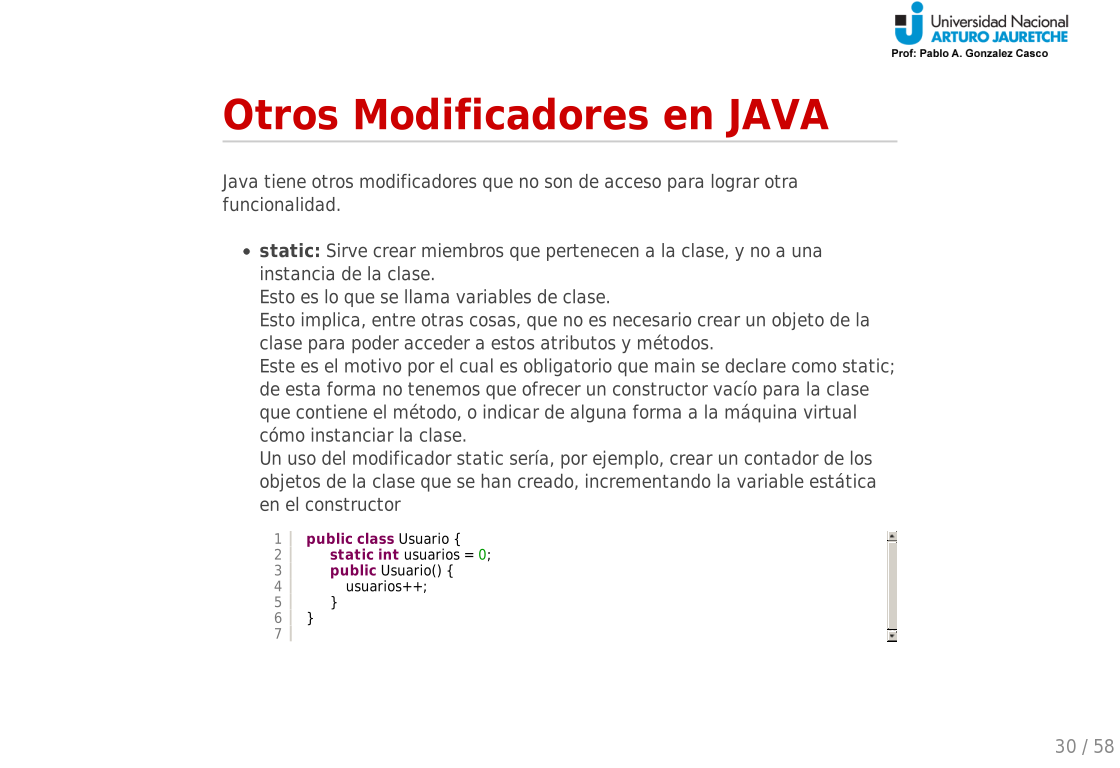 Universidad Nacional
ARTURO JAURETCHE
Prof: Pablo A. Gonzalez Casco
Otros Modificadores en JAVA
Java tiene otros modificadores que no son de acceso para lograr otra
funcionalidad.
• static: Sirve crear miembros que pertenecen a la clase, y no a una
instancia de la clase.
Esto es lo que se llama variables de clase.
Esto implica, entre otras cosas, que no es necesario crear un objeto de la
clase para poder acceder a estos atributos y métodos.
Este es el motivo por el cual es obligatorio que main se declare como static;
de esta forma no tenemos que ofrecer un constructor vacío para la clase
que contiene el método, o indicar de alguna forma a la máquina virtual
cómo instanciar la clase.
Un uso del modificador static sería, por ejemplo, crear un contador de los
objetos de la clase que se han creado, incrementando la variable estática
en el constructor
1 public class Usuario {
2 static int usuarios = 0;
3 public Usuario() {
4 usuarios++;
5 }
6 }
7
30 / 58